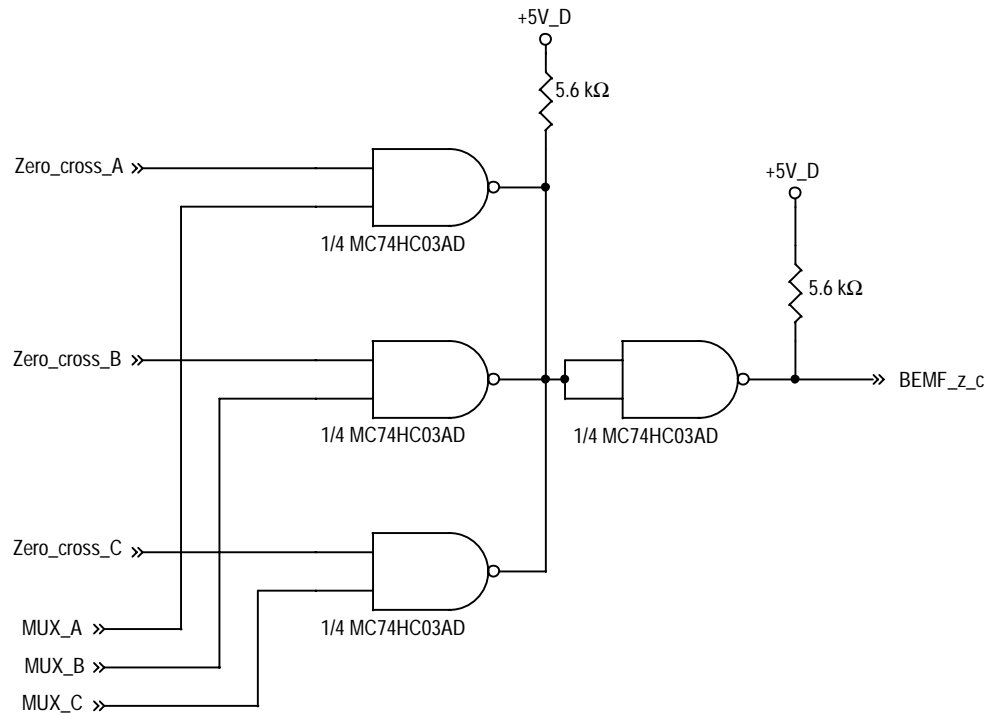 +5V_D
5.6 kΩ
Zero_cross_A
1/4 MC74HC03AD
+5V_D
5.6 kΩ
Zero_cross_B
BEMF_z_c
1/4 MC74HC03AD
1/4 MC74HC03AD
Zero_cross_C
MUX_A
1/4 MC74HC03AD
MUX_B
MUX_C